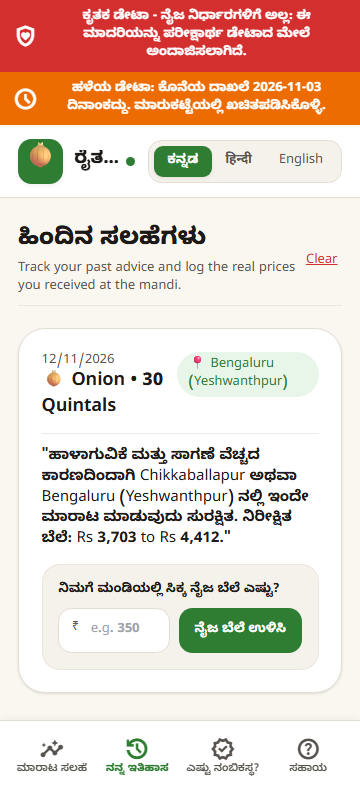 ಕೃತಕ ಡೇಟಾ - ನೈಜ ನಿರ್ಧಾರಗಳಿಗೆ ಅಲ್ಲ: ಈ
ಮಾದರಿಯನ್ನು ಪರೀಕ್ಷಾರ್ಥ ಡೇಟಾದ ಮೇಲೆ
ಅಂದಾಜಿಸಲಾಗಿದೆ.
ಹಳೆಯ ಡೇಟಾ: ಕೊನೆಯ ದಾಖಲೆ 2026-11-03
ದಿನಾಂಕದ್ದು. ಮಾರುಕಟ್ಟೆಯಲ್ಲಿ ಖಚಿತಪಡಿಸಿಕೊಳ್ಳಿ.
ರೈತ...
ಕನ್ನಡ
हिन्दी
English
ಹಿಂದಿನ ಸಲಹೆಗಳು
Track your past advice and log the real prices
you received at the mandi.
Clear
12/11/2026
Onion • 30
Quintals
Bengaluru
(Yeshwanthpur)
"ಹಾಳಾಗುವಿಕೆ ಮತ್ತು ಸಾಗಣೆ ವೆಚ್ಚದ
ಕಾರಣದಿಂದಾಗಿ Chikkaballapur ಅಥವಾ
Bengaluru (Yeshwanthpur) ನಲ್ಲಿ ಇಂದೇ
ಮಾರಾಟ ಮಾಡುವುದು ಸುರಕ್ಷಿತ. ನಿರೀಕ್ಷಿತ
ಬೆಲೆ: Rs 3,703 to Rs 4,412."
ನಿಮಗೆ ಮಂಡಿಯಲ್ಲಿ ಸಿಕ್ಕ ನೈಜ ಬೆಲೆ ಎಷ್ಟು?
₹ e.g. 350
ನೈಜ ಬೆಲೆ ಉಳಿಸಿ
ಮಾರಾಟ ಸಲಹೆ
ನನ್ನ ಇತಿಹಾಸ
ಎಷ್ಟು ನಂಬಿಕಸ್ಥ?
ಸಹಾಯ